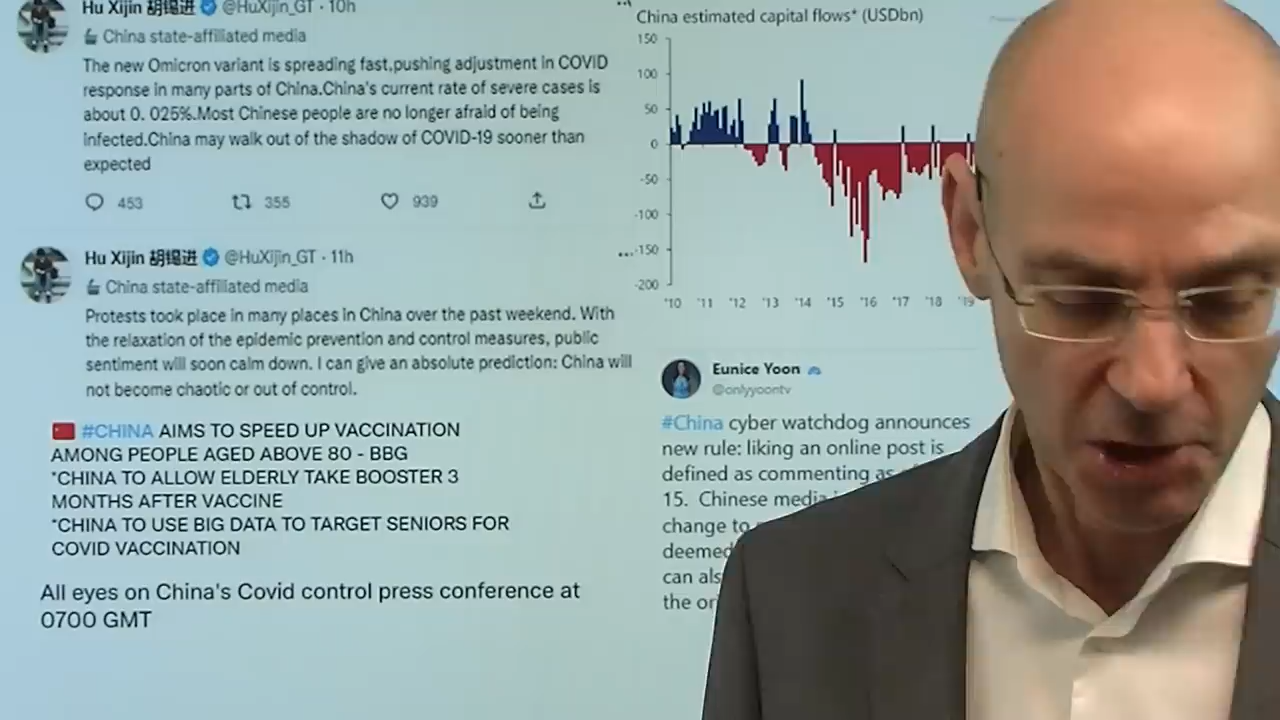 Hu Xijin 胡锡进 @HuXijin_GT · 10h
China state-affiliated media
The new Omicron variant is spreading fast,pushing adjustment in COVID
response in many parts of China.China's current rate of severe cases is
about 0. 025%.Most Chinese people are no longer afraid of being
infected.China may walk out of the shadow of COVID-19 sooner than
expected
453 355 939
Hu Xijin 胡锡进 @HuXijin_GT · 11h
China state-affiliated media
Protests took place in many places in China over the past weekend. With
the relaxation of the epidemic prevention and control measures, public
sentiment will soon calm down. I can give an absolute prediction: China will
not become chaotic or out of control.
#CHINA AIMS TO SPEED UP VACCINATION
AMONG PEOPLE AGED ABOVE 80 - BBG
*CHINA TO ALLOW ELDERLY TAKE BOOSTER 3
MONTHS AFTER VACCINE
*CHINA TO USE BIG DATA TO TARGET SENIORS FOR
COVID VACCINATION
All eyes on China's Covid control press conference at
0700 GMT
China estimated capital flows* (USDbn)
150
100
50
0
-50
-100
-150
-200
'10 '11 '12 '13 '14 '15 '16 '17 '18 '19
Eunice Yoon
@onlyyoontv
#China cyber watchdog announces
new rule: liking an online post is
defined as commenting as
15. Chinese media
change to
deemed
can
the